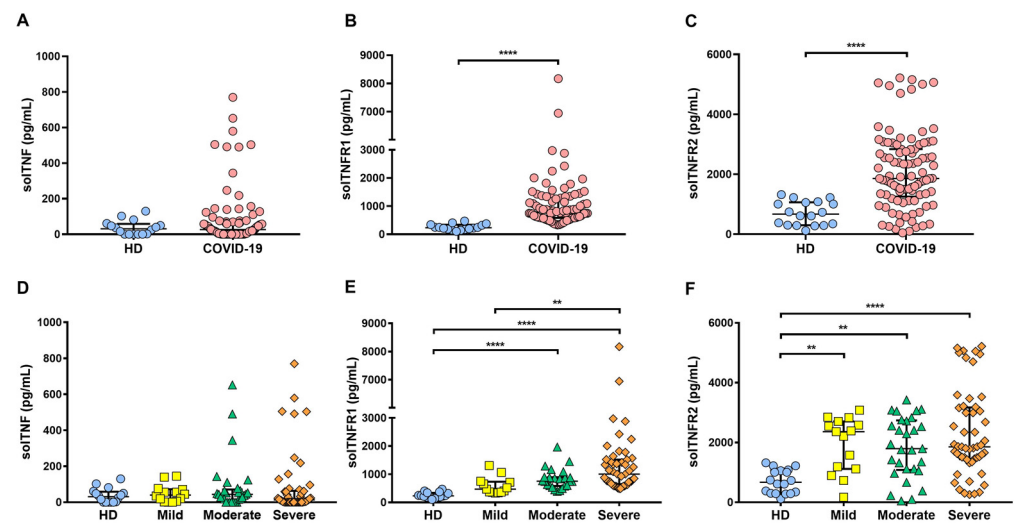 A
solTNF (pg/mL)
1000
800
600
400
200
0
HD
COVID-19
B
solTNFR1 (pg/mL)
9000
8000
7000
3000
2000
1000
0
****
HD
COVID-19
C
solTNFR2 (pg/mL)
6000
4000
2000
0
****
HD
COVID-19
D
solTNF (pg/mL)
1000
800
600
400
200
0
HD
Mild
Moderate
Severe
E
solTNFR1 (pg/mL)
9000
8000
7000
3000
2000
1000
0
**
****
****
HD
Mild
Moderate
Severe
F
solTNFR2 (pg/mL)
6000
4000
2000
0
****
**
**
HD
Mild
Moderate
Severe